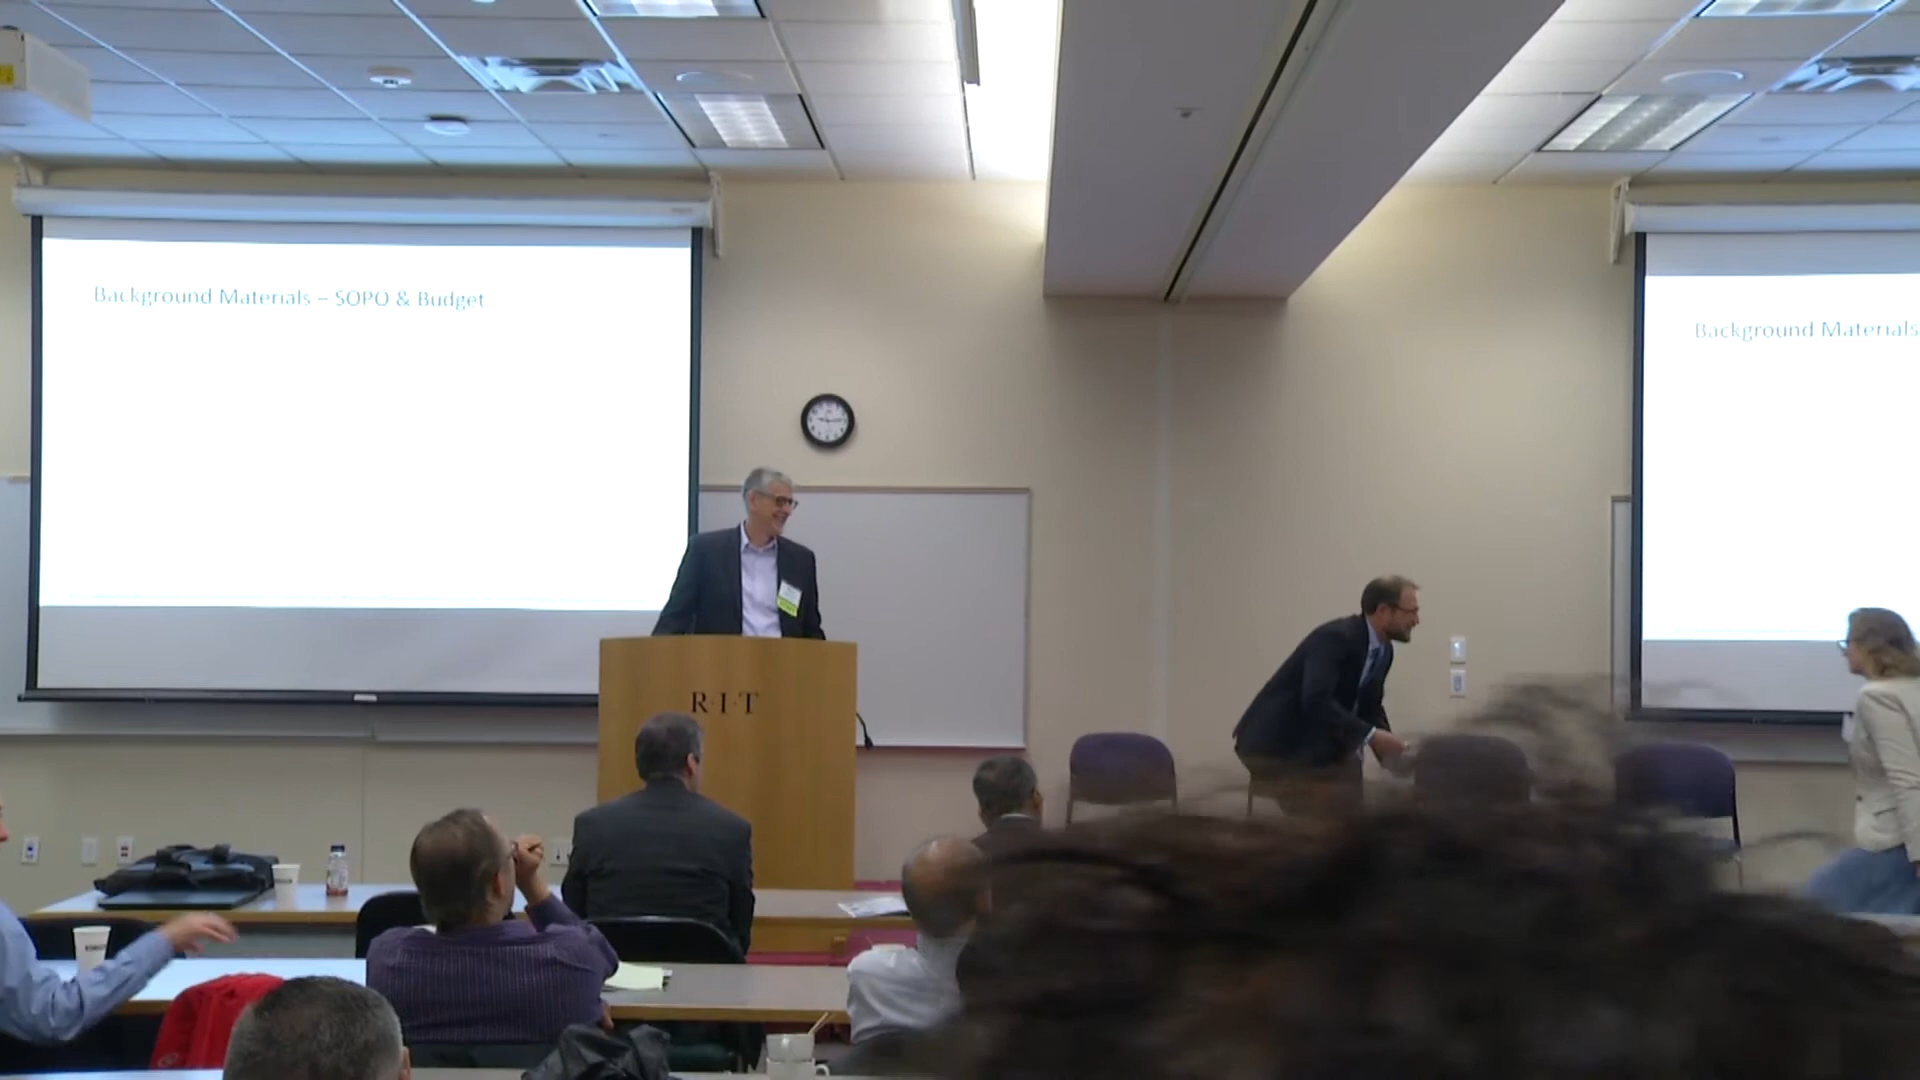 Background Materials – SOPO & Budget
Background Materials
R·I·T